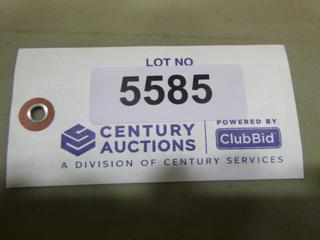 LOT NO
5585
CENTURY
AUCTIONS
POWERED BY
ClubBid
A DIVISION OF CENTURY SERVICES